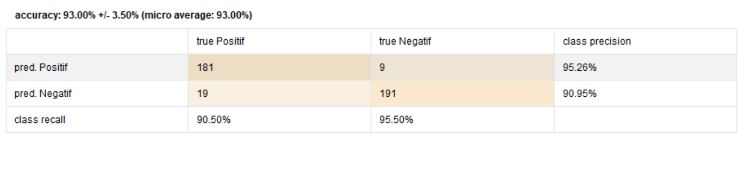 accuracy: 93.00% +/- 3.50% (micro average: 93.00%)
true Positif true Negatif class precision
pred. Positif 181 9 95.26%
pred. Negatif 19 191 90.95%
class recall 90.50% 95.50%